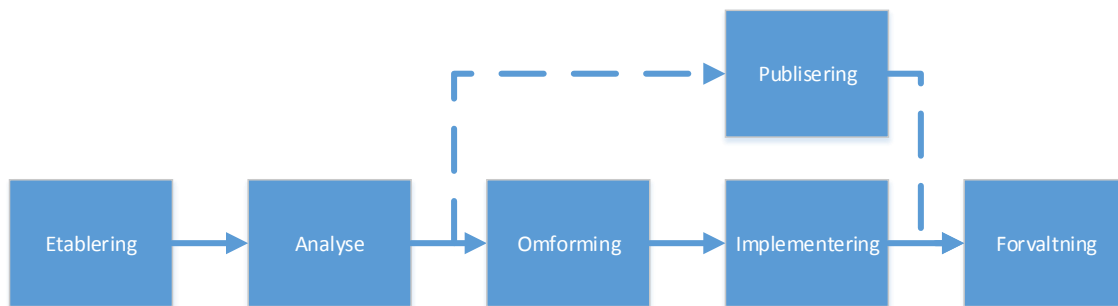 Publisering
Etablering
Analyse
Omforming
Implementering
Forvaltning